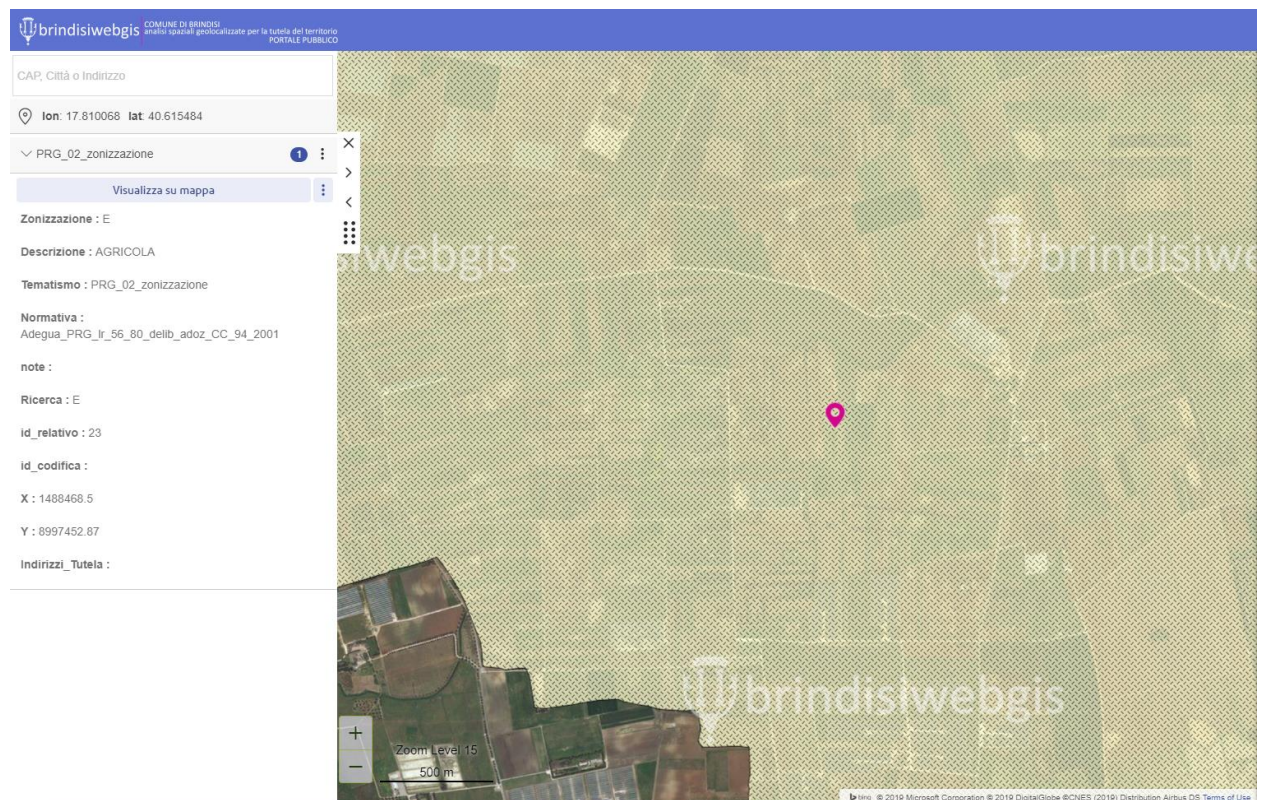 brindisiwebgis
COMUNE DI BRINDISI
analisi spaziali geolocalizzate per la tutela del territorio
PORTALE PUBBLICO
CAP, Città o Indirizzo
lon: 17.810068 lat: 40.615484
PRG_02_zonizzazione 1
Visualizza su mappa
Zonizzazione : E
Descrizione : AGRICOLA
Tematismo : PRG_02_zonizzazione
Normativa :
Adegua_PRG_lr_56_80_delib_adoz_CC_94_2001
note :
Ricerca : E
id_relativo : 23
id_codifica :
X : 1488468.5
Y : 8997452.87
Indirizzi_Tutela :
siwebgis
brindisiwe
brindisiwebgis
Zoom Level 15
500 m
bing © 2019 Microsoft Corporation © 2019 DigitalGlobe ©CNES (2019) Distribution Airbus DS Terms of Use